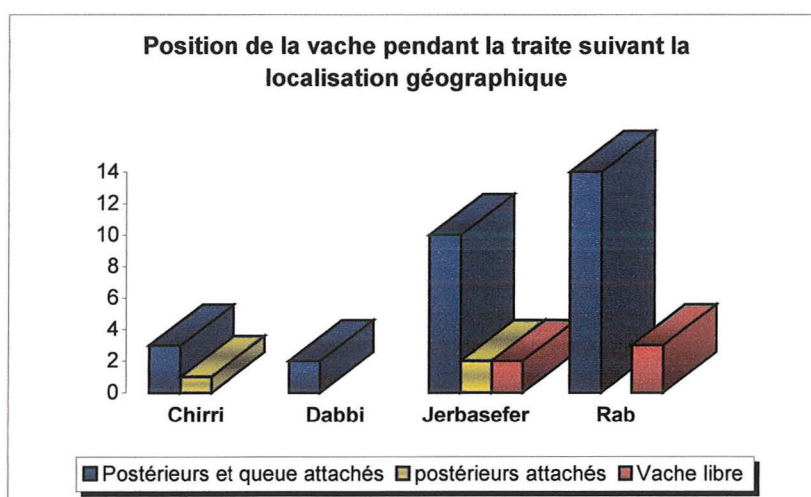 Position de la vache pendant la traite suivant la
localisation géographique
14
12
10
8
6
4
2
0
Chirri Dabbi Jerbasefer Rab
Postérieurs et queue attachés postérieurs attachés Vache libre